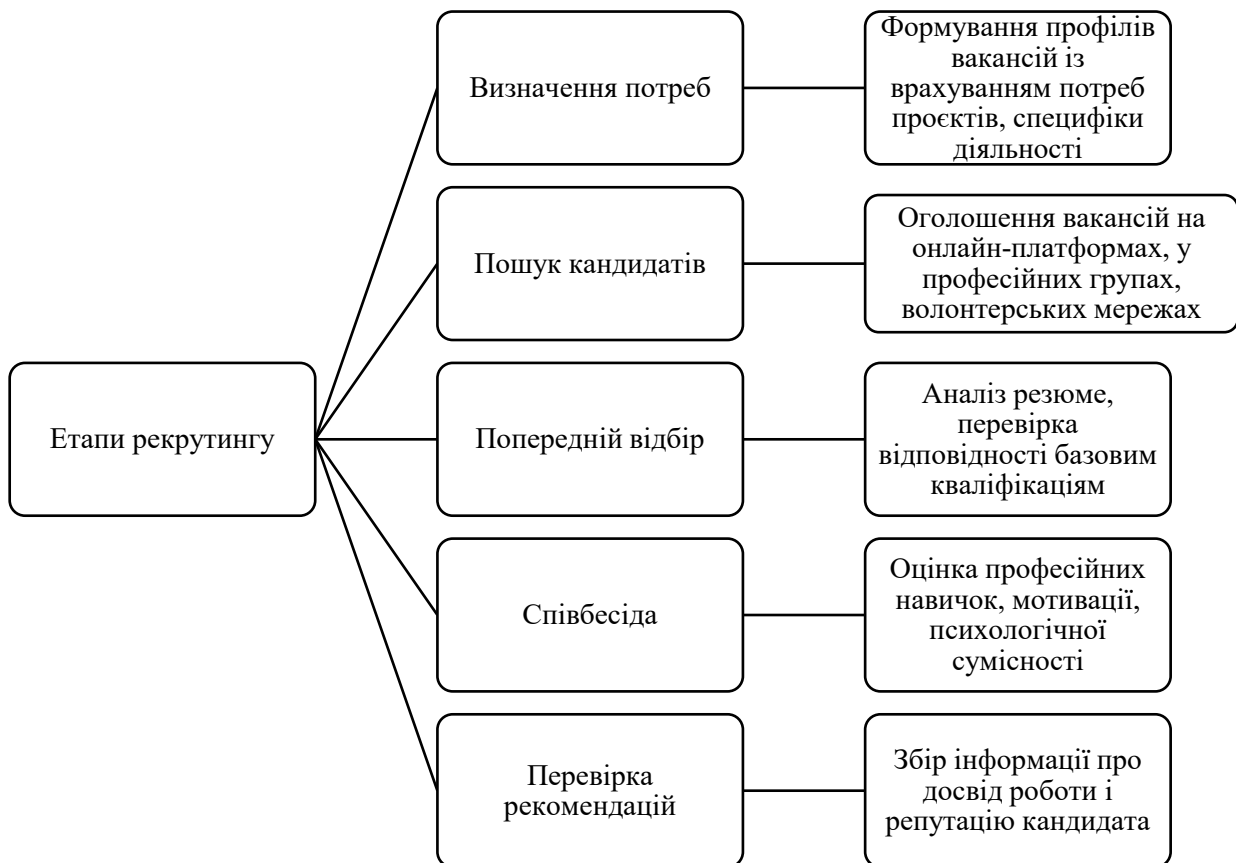 Етапи рекрутингу
Визначення потреб
Формування профілів
вакансій із
врахуванням потреб
проєктів, специфіки
діяльності
Пошук кандидатів
Оголошення вакансій на
онлайн-платформах, у
професійних групах,
волонтерських мережах
Попередній відбір
Аналіз резюме,
перевірка
відповідності базовим
кваліфікаціям
Співбесіда
Оцінка професійних
навичок, мотивації,
психологічної
сумісності
Перевірка
рекомендацій
Збір інформації про
досвід роботи і
репутацію кандидата